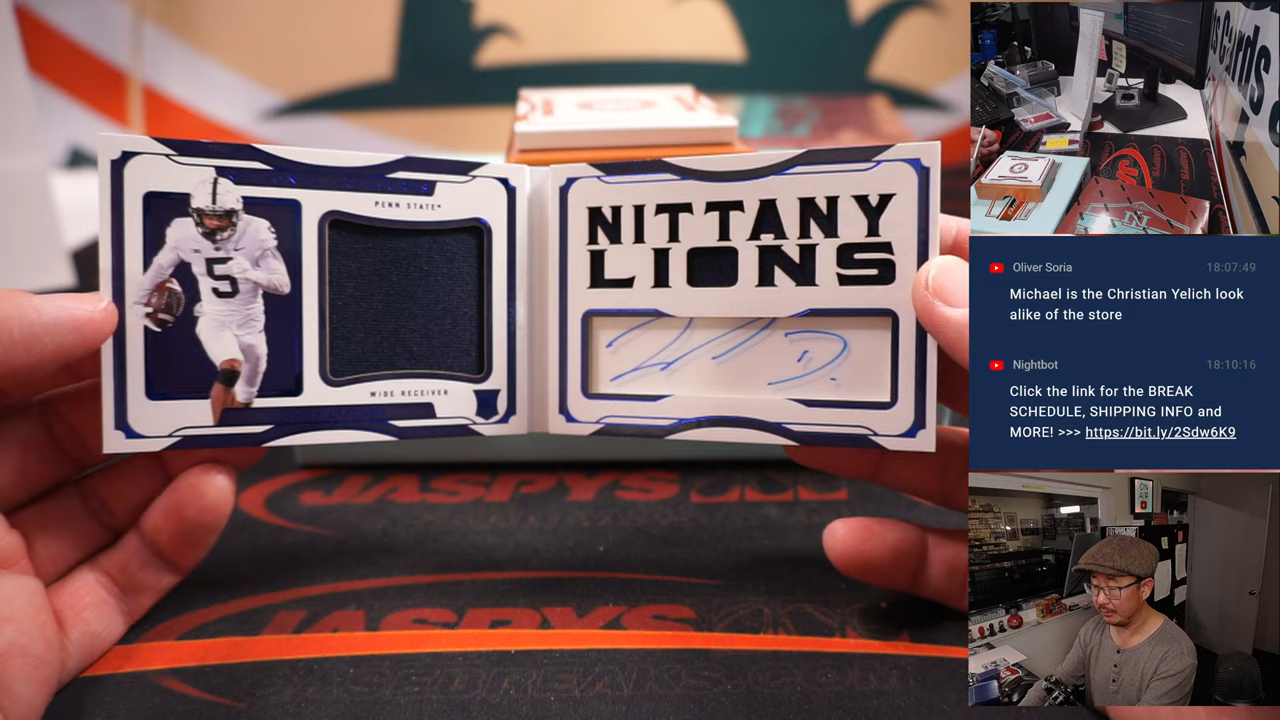 PENN STATE
5
WIDE RECEIVER
NITTANY
LIONS
JASPYS
JASPYS
Oliver Soria
18:07:49
Michael is the Christian Yelich look
alike of the store
Nightbot
18:10:16
Click the link for the BREAK
SCHEDULE, SHIPPING INFO and
MORE! >>> https://bit.ly/2Sdw6K9
ON
AIR